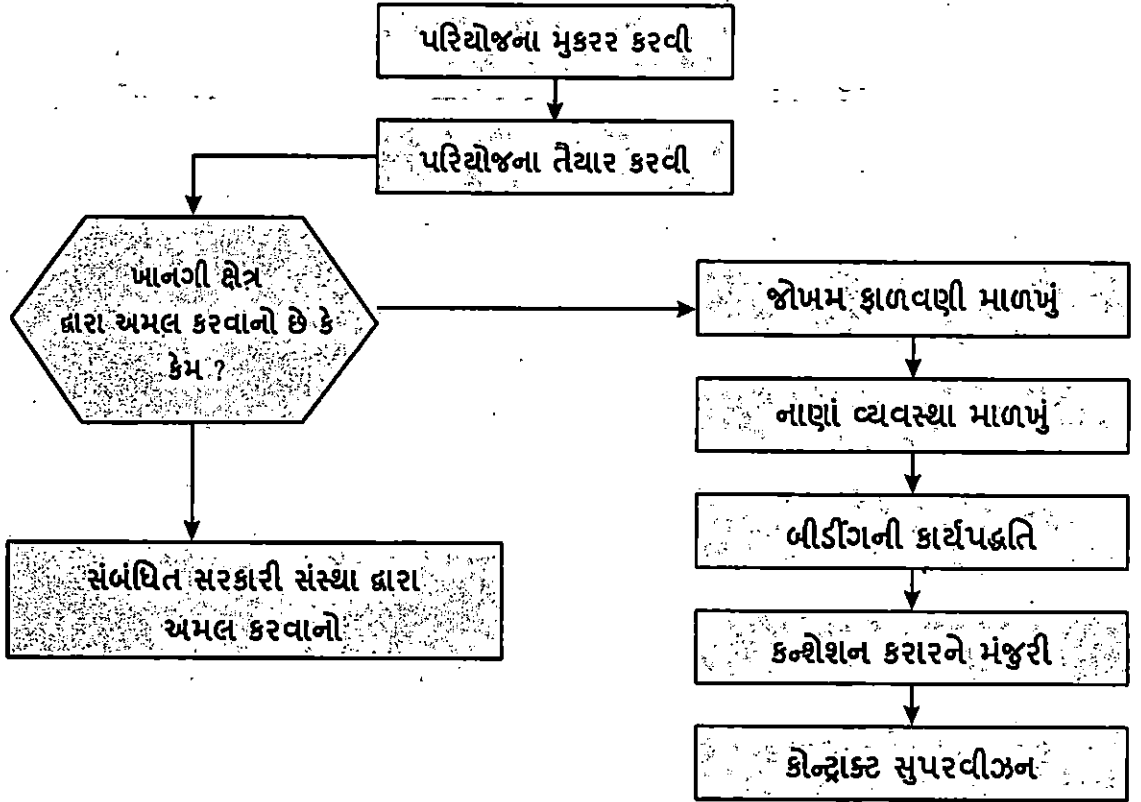 પરિયોજના મુકરર કરવી
પરિયોજના તૈયાર કરવી
ખાનગી ક્ષેત્ર
દ્વારા અમલ કરવાનો છે કે
કેમ ?
સંબંધિત સરકારી સંસ્થા દ્વારા
અમલ કરવાનો
જોખમ ફાળવણી માળખું
નાણાં વ્યવસ્થા માળખું
બીડીંગની કાર્યપદ્ધતિ
કન્શેશન કરારને મંજુરી
કોન્ટ્રાક્ટ સુપરવીઝન